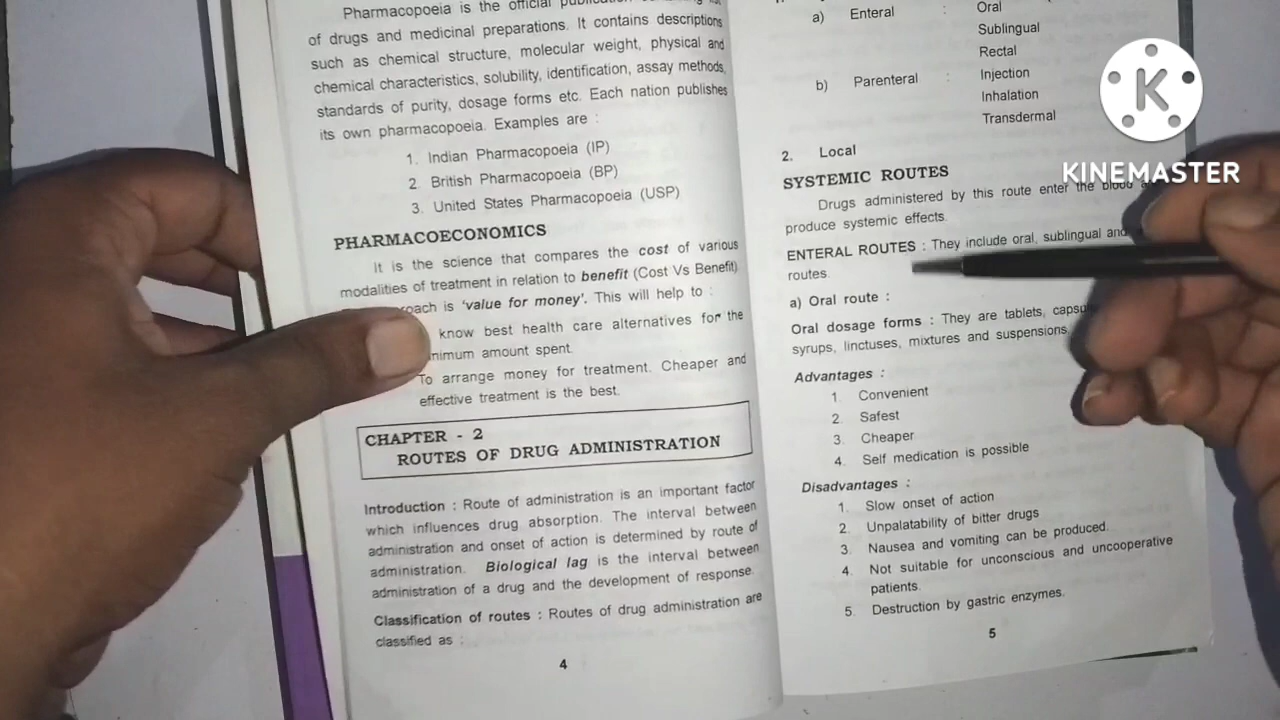 Pharmacopoeia is the official
of drugs and medicinal preparations. It contains descriptions
such as chemical structure, molecular weight, physical and
chemical characteristics, solubility, identification, assay methods,
standards of purity, dosage forms etc. Each nation publishes
its own pharmacopoeia. Examples are :
1. Indian Pharmacopoeia (IP)
2. British Pharmacopoeia (BP)
3. United States Pharmacopoeia (USP)
PHARMACOECONOMICS
It is the science that compares the cost of various
modalities of treatment in relation to benefit (Cost Vs Benefit)
is 'value for money'. This will help to :
know best health care alternatives for the
amount spent.
To arrange money for treatment. Cheaper and
effective treatment is the best.
CHAPTER - 2
ROUTES OF DRUG ADMINISTRATION
Introduction : Route of administration is an important factor
which influences drug absorption. The interval between
administration and onset of action is determined by route of
administration. Biological lag is the interval between
administration of a drug and the development of response.
Classification of routes : Routes of drug administration are
classified as :
4
a) Enteral : Oral
Sublingual
Rectal
b) Parenteral : Injection
Inhalation
Transdermal
2. Local
SYSTEMIC ROUTES
Drugs administered by this route enter the blood
produce systemic effects.
ENTERAL ROUTES : They include oral, sublingual and
routes.
a) Oral route :
Oral dosage forms : They are tablets,
syrups, linctuses, mixtures and suspensions.
Advantages :
1. Convenient
2. Safest
3. Cheaper
4. Self medication is possible
Disadvantages :
1. Slow onset of action
2. Unpalatability of bitter drugs
3. Nausea and vomiting can be produced.
4. Not suitable for unconscious and uncooperative
patients.
5. Destruction by gastric enzymes.
5
K
KINEMASTER